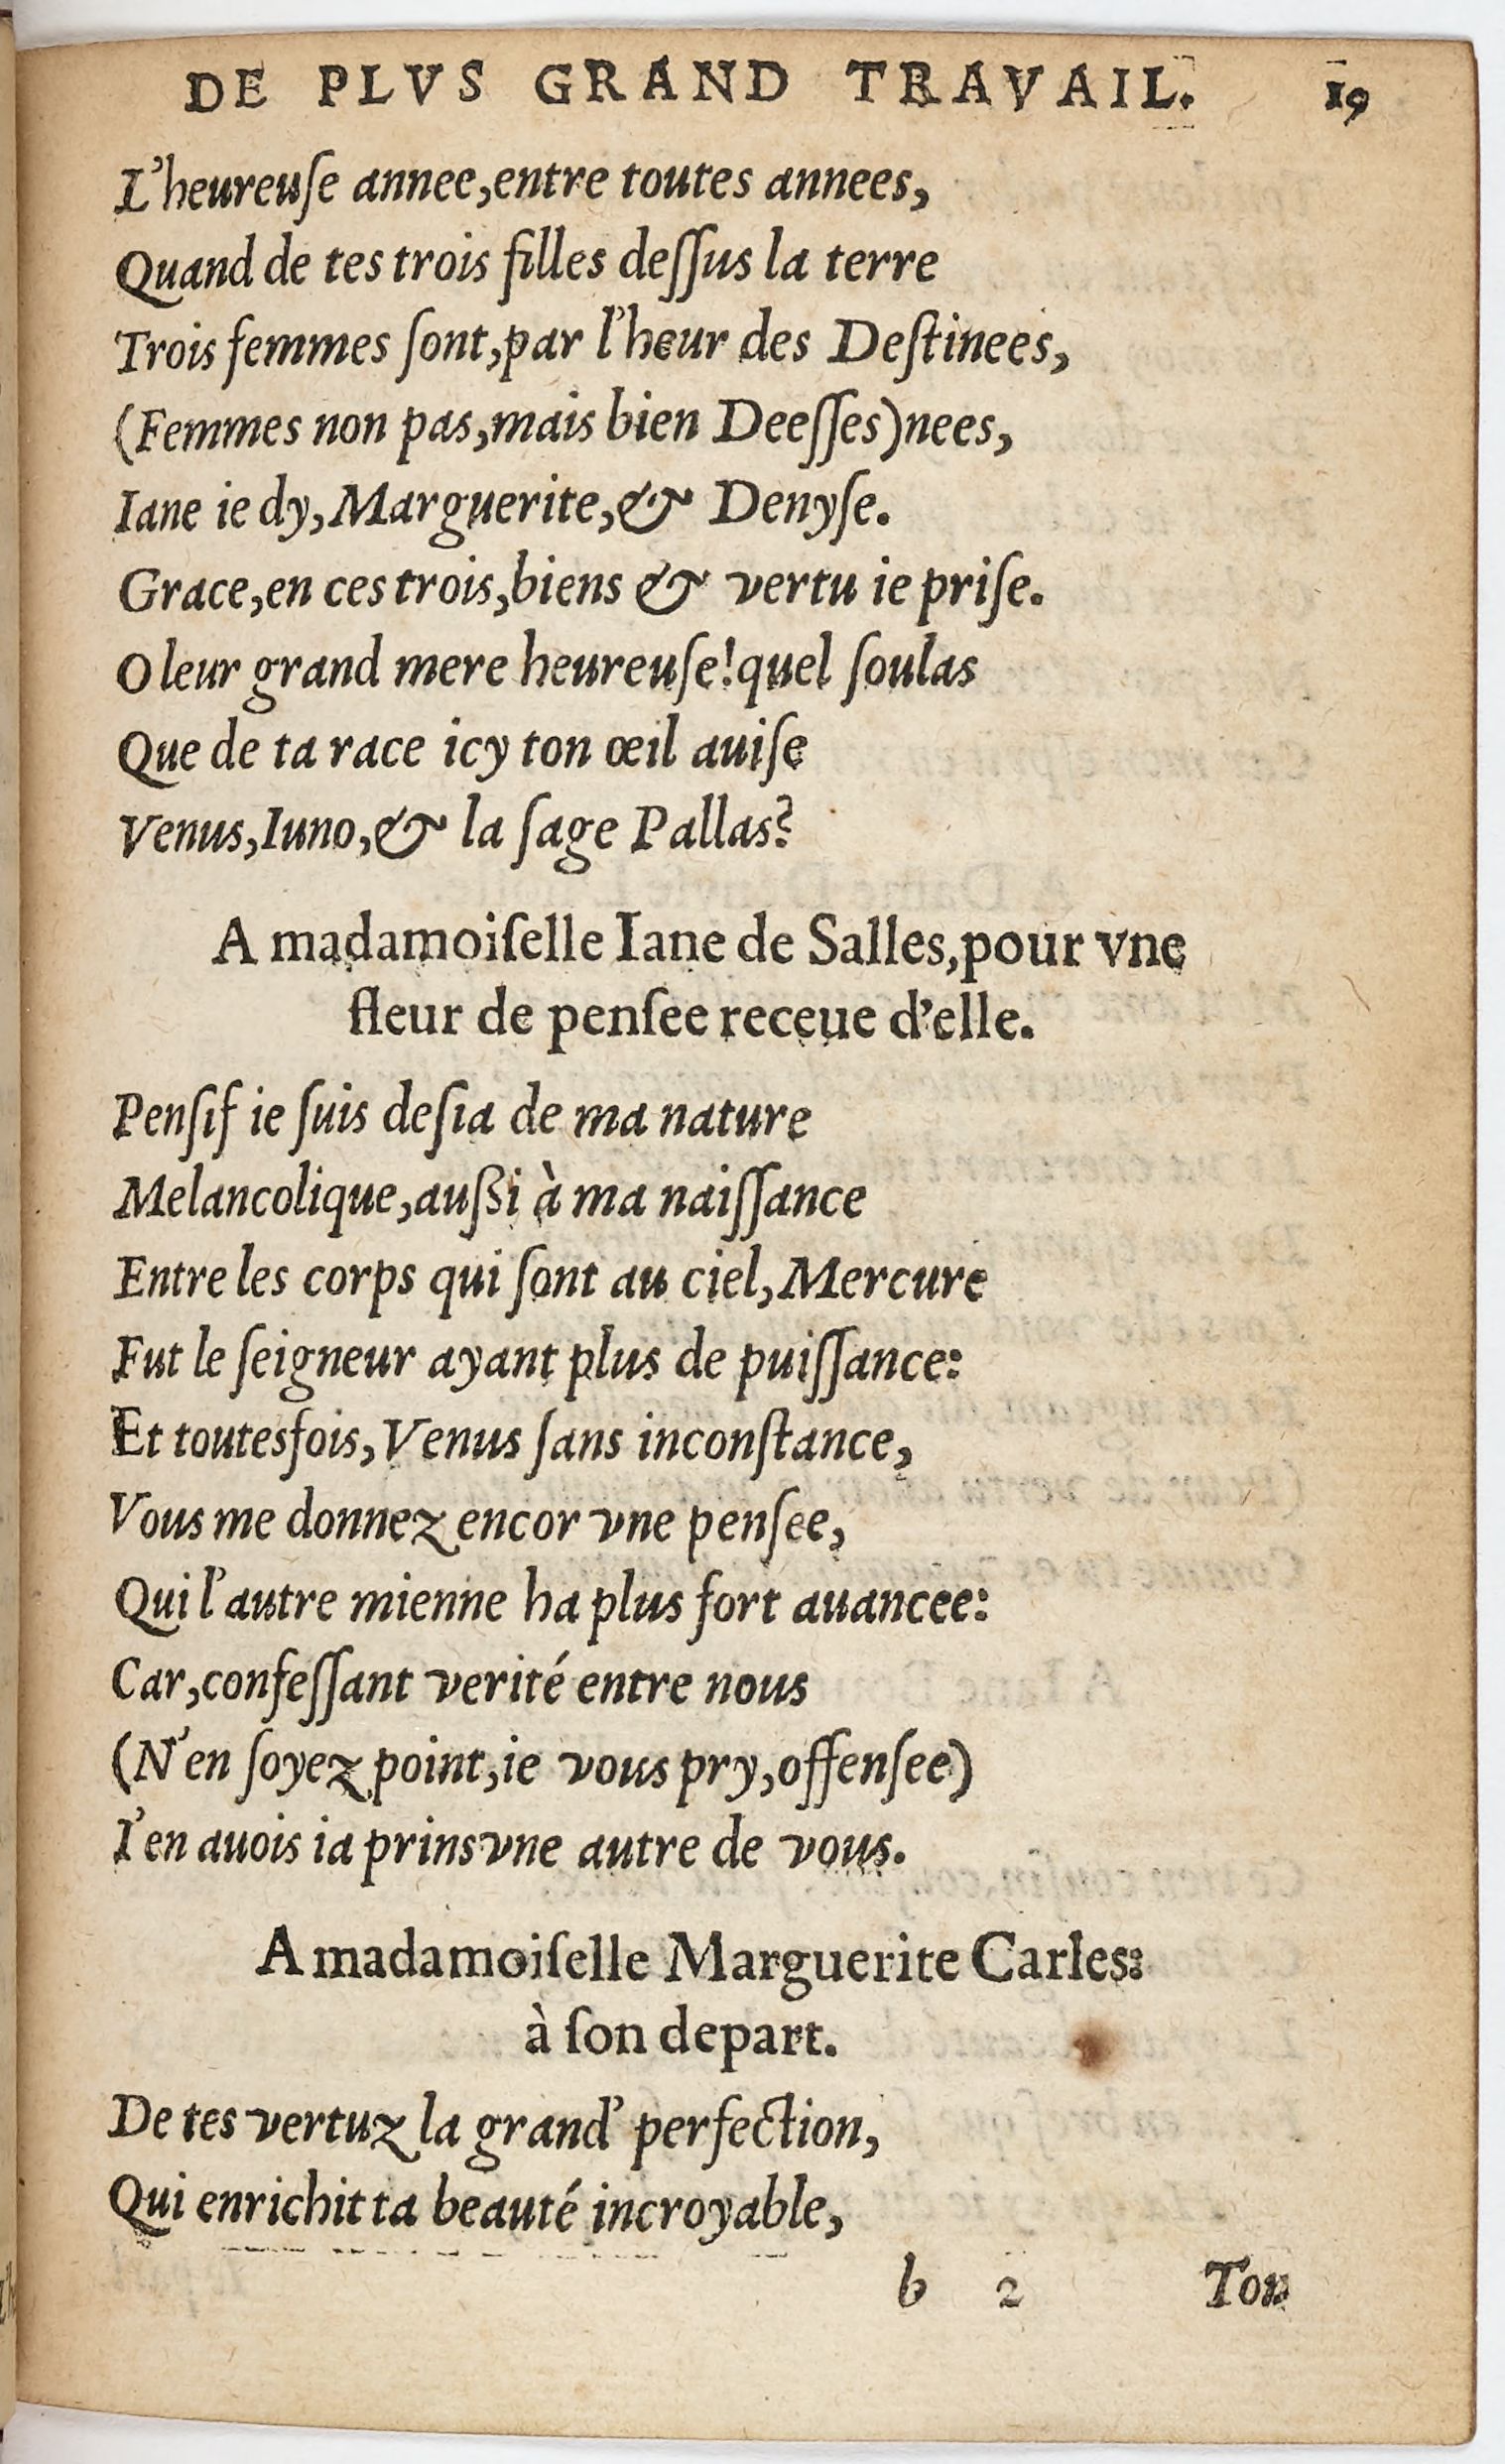 DE PLVS GRAND TRAVAIL. 19
L'heureuſe annee, entre toutes annees,
Quand de tes trois filles deſſus la terre
Trois femmes ſont, par l'heur des Deſtinees,
(Femmes non pas, mais bien Deeſſes) nees,
Iane ie dy, Marguerite, & Denyſe.
Grace, en ces trois, biens & vertu ie priſe.
O leur grand mere heureuſe! quel ſoulas
Que de ta race icy ton œil auiſe
Venus, Iuno, & la ſage Pallas?
A madamoiſelle Iane de Salles, pour vne
fleur de penſee receue d'elle.
Penſif ie ſuis deſia de ma nature
Melancolique, außi à ma naiſſance
Entre les corps qui ſont au ciel, Mercure
Fut le ſeigneur ayant plus de puiſſance:
Et toutesfois, Venus ſans inconſtance,
Vous me donnez encor vne penſee,
Qui l'autre mienne ha plus fort auancee:
Car, confeſſant verité entre nous
(N'en ſoyez point, ie vous pry, offenſee)
I'en auois ia prins vne autre de vous.
A madamoiſelle Marguerite Carles:
à ſon depart.
De tes vertuz la grand' perfection,
Qui enrichit ta beauté incroyable,
b 2 Ton